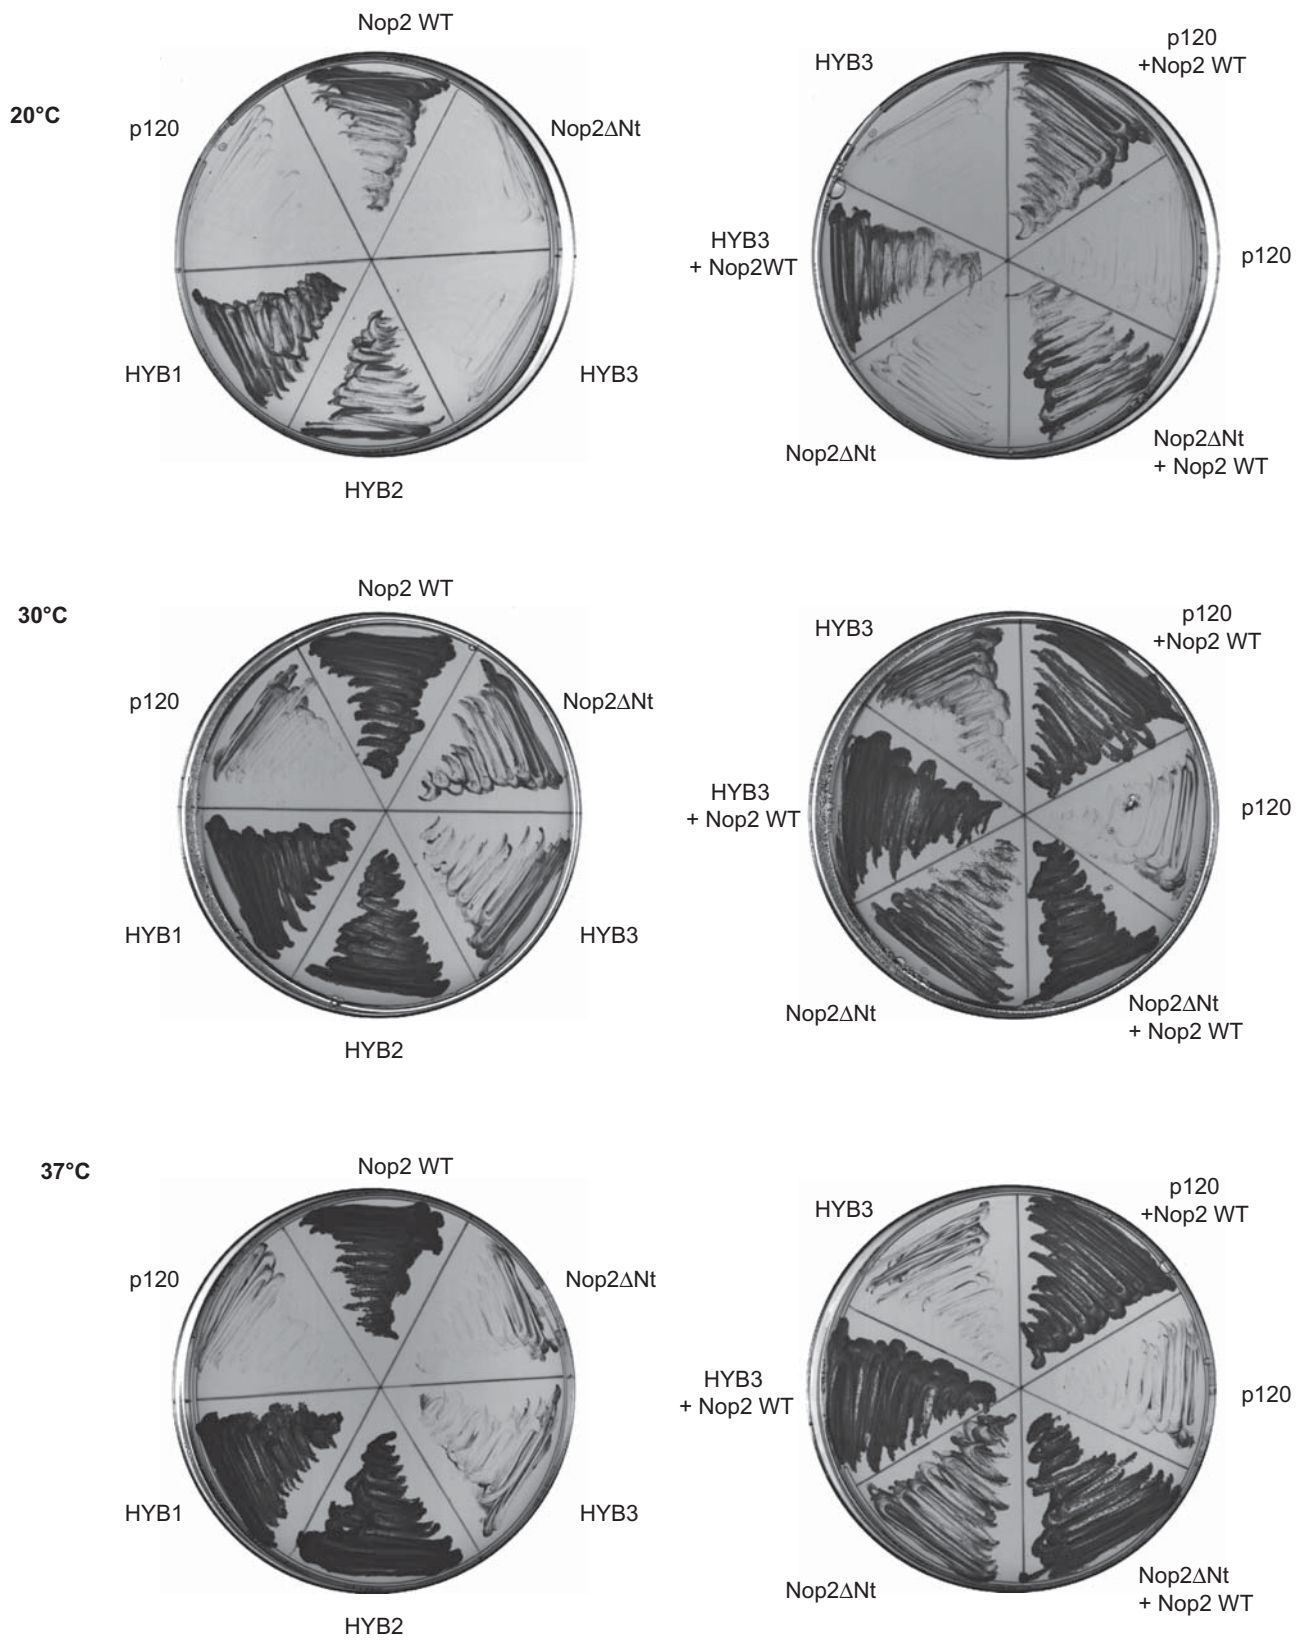 20°C
Nop2 WT
p120
Nop2ΔNt
HYB1
HYB3
HYB2
HYB3
p120
+Nop2 WT
HYB3
+ Nop2WT
p120
Nop2ΔNt
Nop2ΔNt
+ Nop2 WT
30°C
Nop2 WT
p120
Nop2ΔNt
HYB1
HYB3
HYB2
HYB3
p120
+Nop2 WT
HYB3
+ Nop2 WT
p120
Nop2ΔNt
Nop2ΔNt
+ Nop2 WT
37°C
Nop2 WT
p120
Nop2ΔNt
HYB1
HYB3
HYB2
HYB3
p120
+Nop2 WT
HYB3
+ Nop2 WT
p120
Nop2ΔNt
Nop2ΔNt
+ Nop2 WT